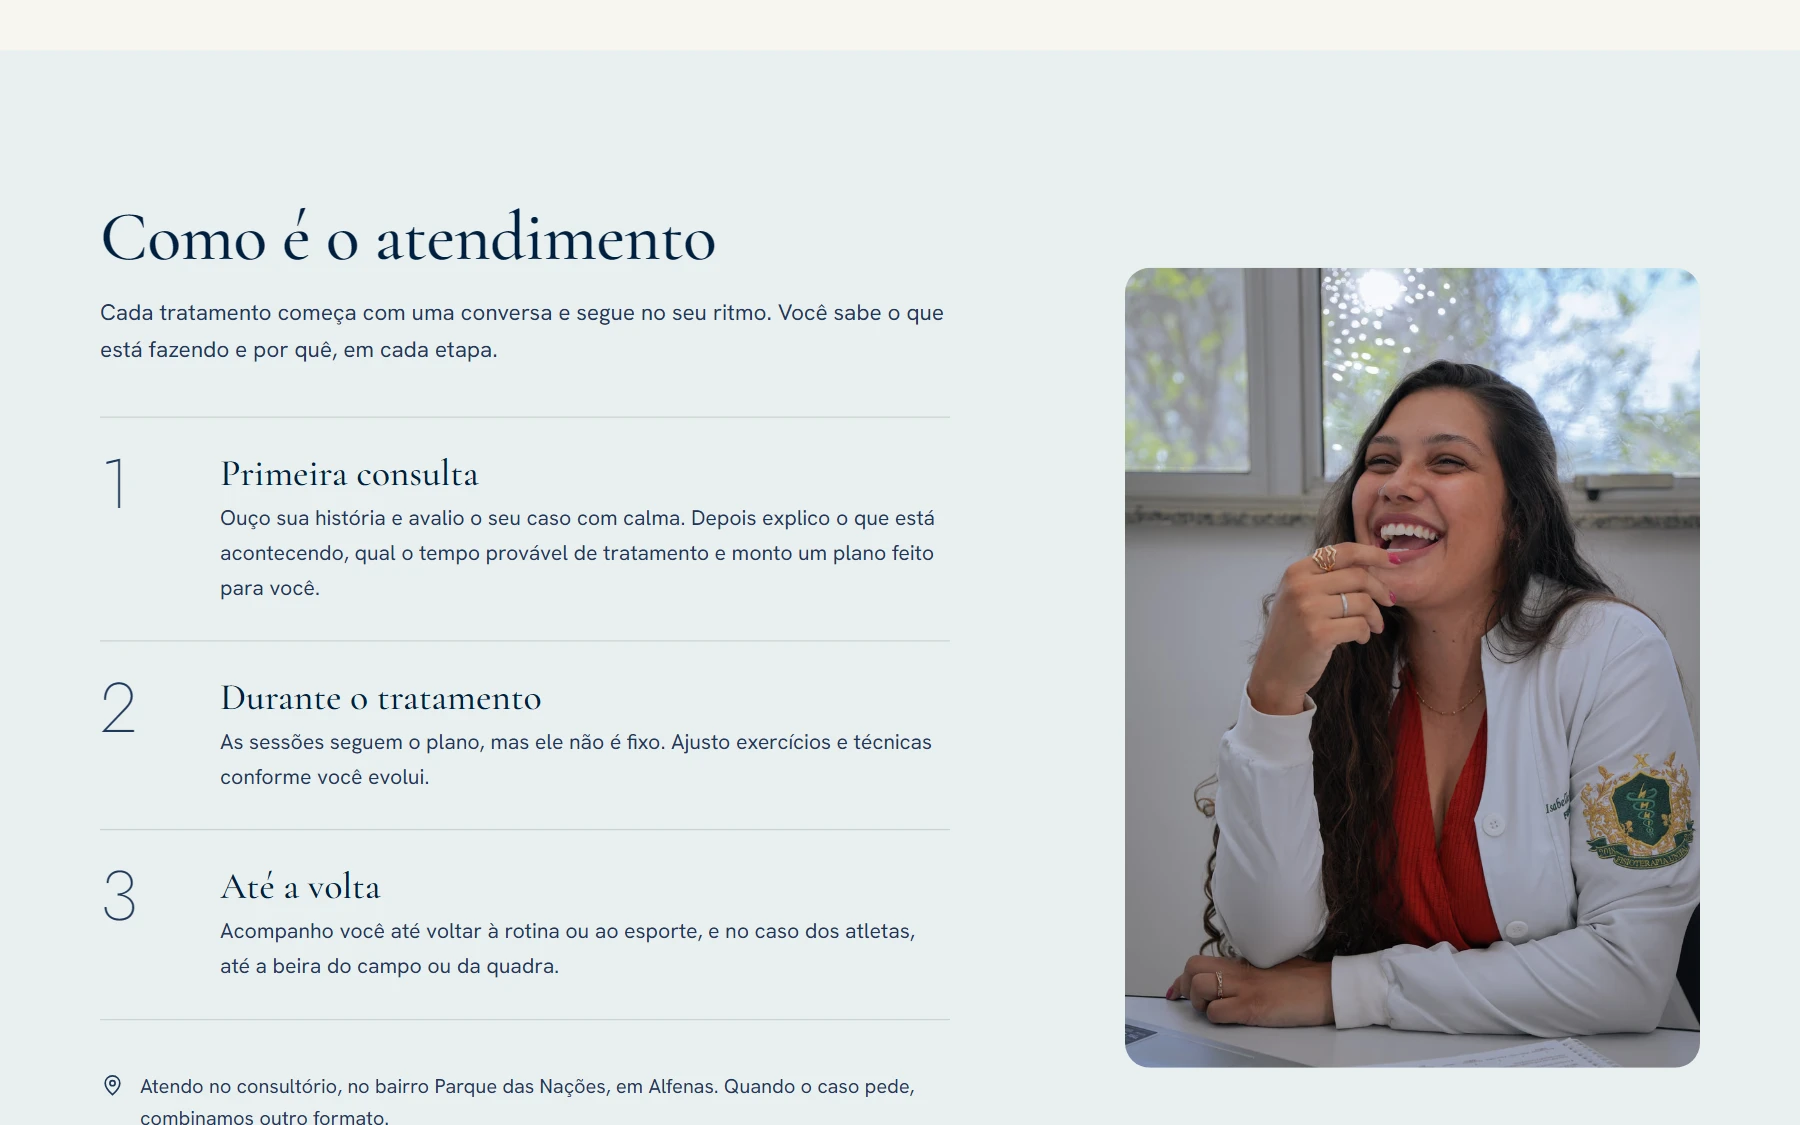 Como é o atendimento
Cada tratamento começa com uma conversa e segue no seu ritmo. Você sabe o que
está fazendo e por quê, em cada etapa.
1
Primeira consulta
Ouço sua história e avalio o seu caso com calma. Depois explico o que está
acontecendo, qual o tempo provável de tratamento e monto um plano feito
para você.
2
Durante o tratamento
As sessões seguem o plano, mas ele não é fixo. Ajusto exercícios e técnicas
conforme você evolui.
3
Até a volta
Acompanho você até voltar à rotina ou ao esporte, e no caso dos atletas,
até a beira do campo ou da quadra.
Atendo no consultório, no bairro Parque das Nações, em Alfenas. Quando o caso pede,
combinamos outro formato.
X
FISIOTERAPIA